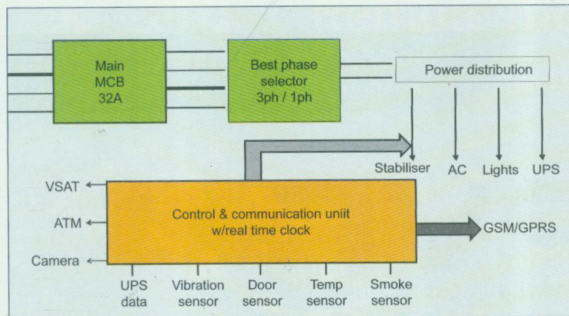 Main
MCB
32A
Best phase
selector
3ph / 1ph
Power distribution
Stabiliser AC Lights UPS
VSAT
ATM
Camera
Control & communication uniit
w/real time clock
GSM/GPRS
UPS
data
Vibration
sensor
Door
sensor
Temp
sensor
Smoke
sensor